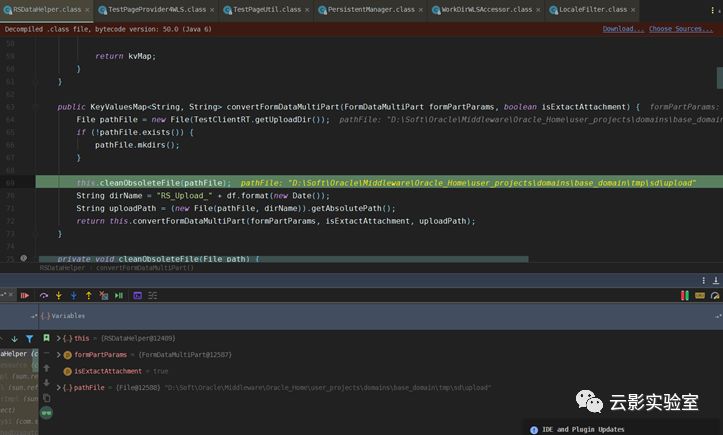 RSDataHelper.class × TestPageProvider4WLS.class × TestPageUtil.class × PersistentManager.class × WorkDirWLSAccessor.class × LocaleFilter.class ×
Decompiled .class file, bytecode version: 50.0 (Java 6) Download... Choose Sources...
58
59 return kvMap;
60 }
61 }
62
63 public KeyValuesMap<String, String> convertFormDataMultiPart(FormDataMultiPart formPartParams, boolean isExtactAttachment) { formPartParams:
64 File pathFile = new File(TestClientRT.getUploadDir()); pathFile: "D:\Soft\Oracle\Middleware\Oracle_Home\user_projects\domains\base_domain
65 if (!pathFile.exists()) {
66 pathFile.mkdirs();
67 }
68
69 this.cleanObsoleteFile(pathFile); pathFile: "D:\Soft\Oracle\Middleware\Oracle_Home\user_projects\domains\base_domain\tmp\sd\upload"
70 String dirName = "RS_Upload_" + df.format(new Date());
71 String uploadPath = (new File(pathFile, dirName)).getAbsolutePath();
72 return this.convertFormDataMultiPart(formPartParams, isExtactAttachment, uploadPath);
73 }
74
75 @ private void cleanObsoleteFile(File path) {
RSDataHelper › convertFormDataMultiPart()
Variables
this = {RSDataHelper@12489}
formPartParams = {FormDataMultiPart@12587}
isExtactAttachment = true
pathFile = {File@12588} "D:\Soft\Oracle\Middleware\Oracle_Home\user_projects\domains\base_domain\tmp\sd\upload"
云影实验室
IDE and Plugin Updates